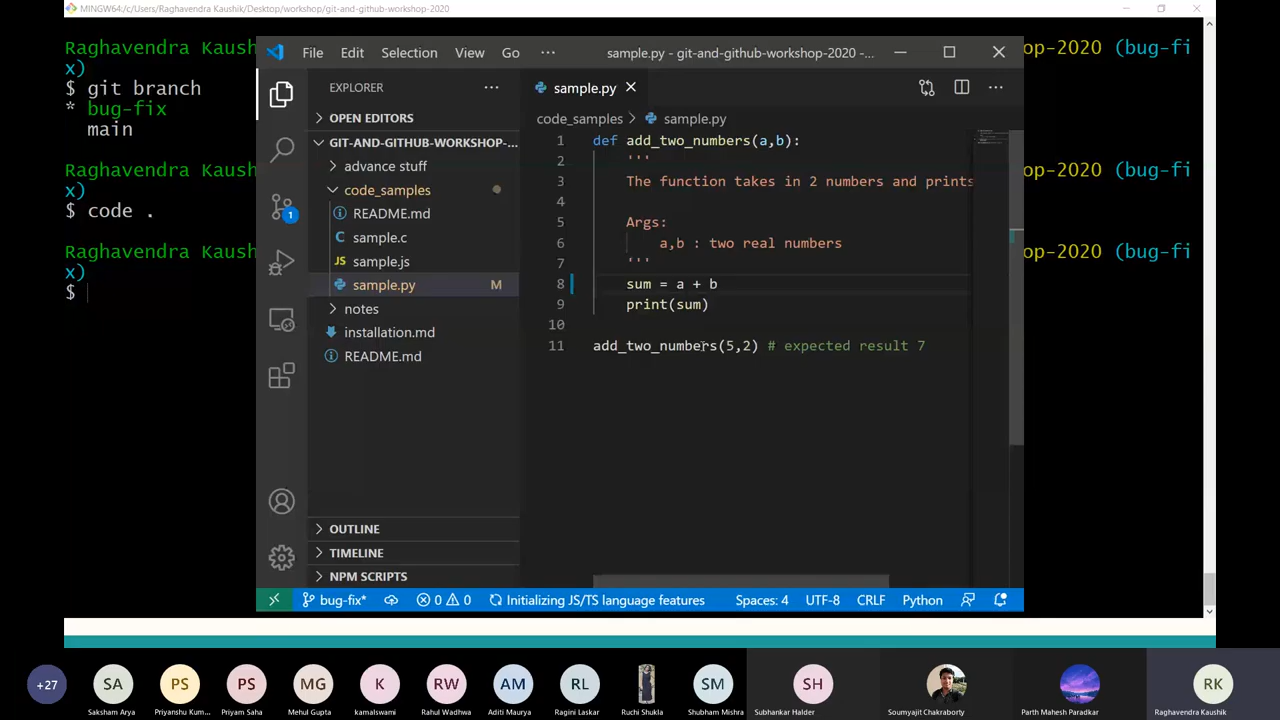 MINGW64:/c/Users/Raghavendra Kaushik/Desktop/workshop/git-and-github-workshop-2020
Raghavendra Kaush
op-2020 (bug-fi
x)
$ git branch
* bug-fix
main
Raghavendra Kaush
op-2020 (bug-fi
x)
$ code .
Raghavendra Kaush
op-2020 (bug-fi
x)
$
File Edit Selection View Go ··· sample.py - git-and-github-workshop-2020 -...
EXPLORER ···
OPEN EDITORS
GIT-AND-GITHUB-WORKSHOP-...
advance stuff
code_samples
README.md
C sample.c
JS sample.js
sample.py M
notes
installation.md
README.md
OUTLINE
TIMELINE
NPM SCRIPTS
1
sample.py
code_samples > sample.py
1 def add_two_numbers(a,b):
2 '''
3 The function takes in 2 numbers and prints
4
5 Args:
6 a,b : two real numbers
7 '''
8 sum = a + b
9 print(sum)
10
11 add_two_numbers(5,2) # expected result 7
bug-fix* 0 0 Initializing JS/TS language features Spaces: 4 UTF-8 CRLF Python
+27 SA PS PS MG K RW AM RL SM SH RK
Saksham Arya Priyanshu Kum... Priyam Saha Mehul Gupta kamalswami Rahul Wadhwa Aditi Maurya Ragini Laskar Ruchi Shukla Shubham Mishra Subhankar Halder Soumyajit Chakraborty Parth Mahesh Paradkar Raghavendra Kaushik